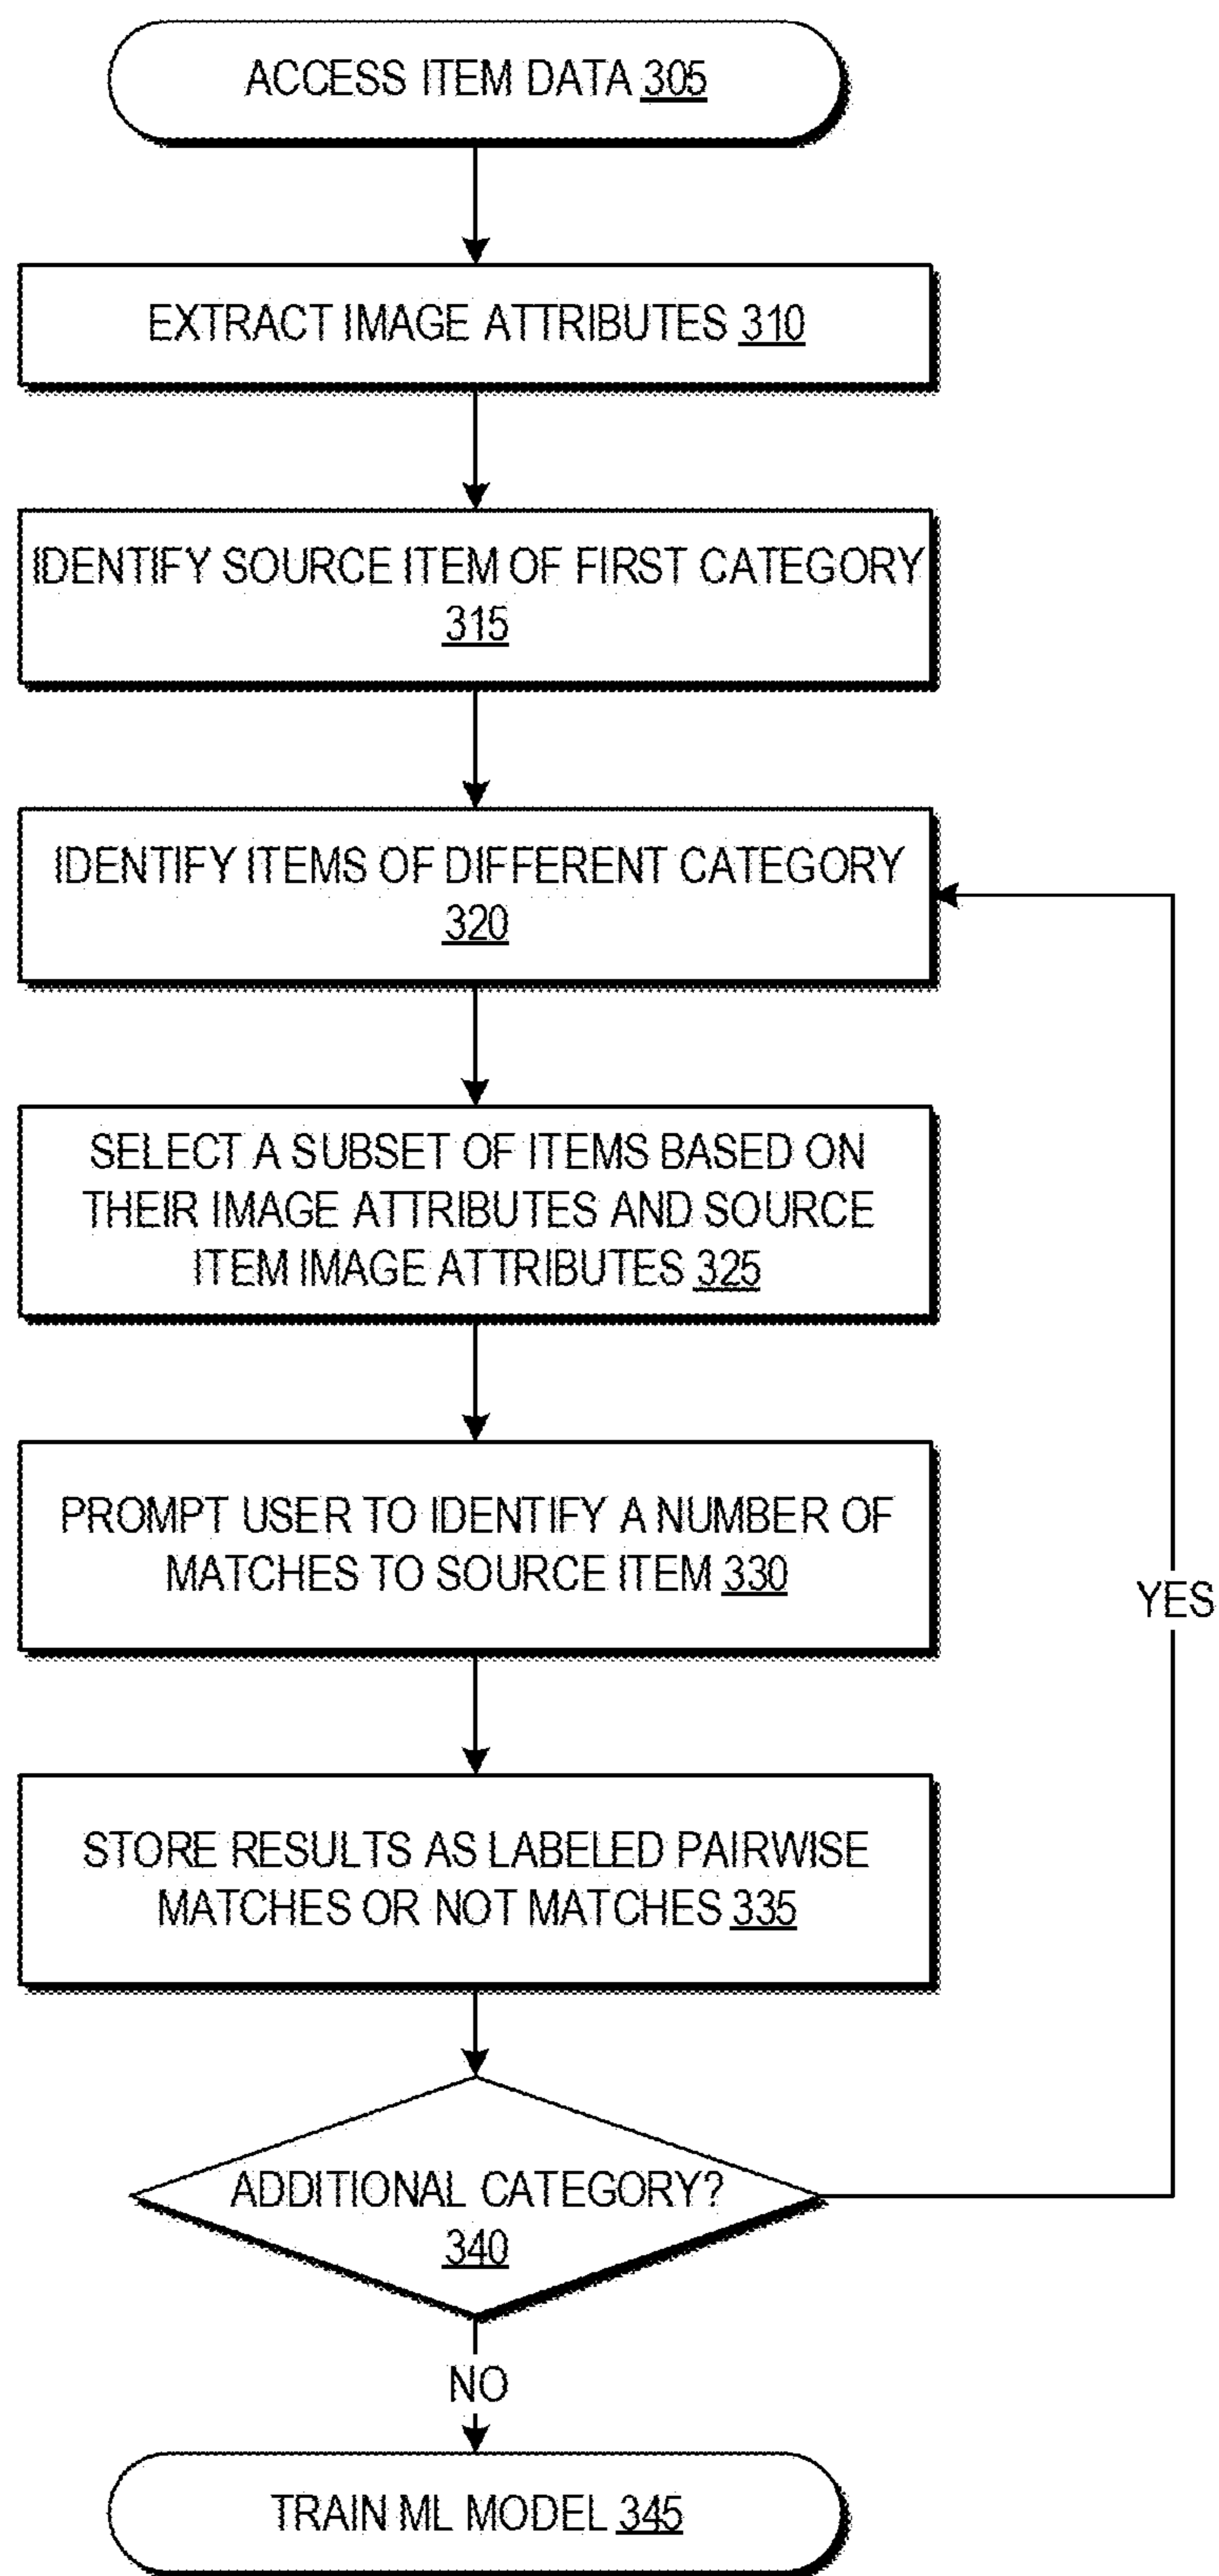 ACCESS ITEM DATA 305
EXTRACT IMAGE ATTRIBUTES 310
IDENTIFY SOURCE ITEM OF FIRST CATEGORY
315
IDENTIFY ITEMS OF DIFFERENT CATEGORY
320
SELECT A SUBSET OF ITEMS BASED ON
THEIR IMAGE ATTRIBUTES AND SOURCE
ITEM IMAGE ATTRIBUTES 325
PROMPT USER TO IDENTIFY A NUMBER OF
MATCHES TO SOURCE ITEM 330
YES
STORE RESULTS AS LABELED PAIRWISE
MATCHES OR NOT MATCHES 335
ADDITIONAL CATEGORY?
340
NO
TRAIN ML MODEL 345